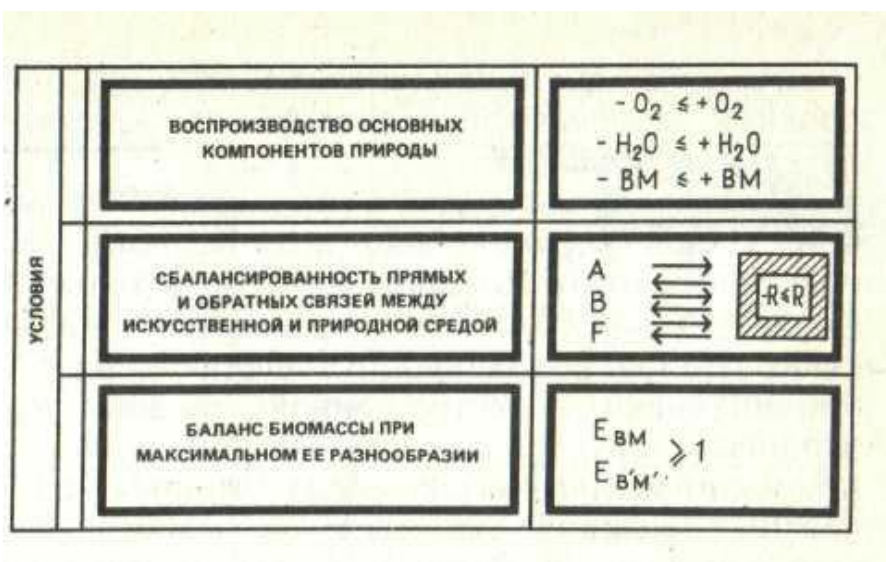 УСЛОВИЯ
ВОСПРОИЗВОДСТВО ОСНОВНЫХ
КОМПОНЕНТОВ ПРИРОДЫ
- O₂ ≤ + O₂
- H₂O ≤ + H₂O
- BM ≤ + BM
СБАЛАНСИРОВАННОСТЬ ПРЯМЫХ
И ОБРАТНЫХ СВЯЗЕЙ МЕЖДУ
ИСКУССТВЕННОЙ И ПРИРОДНОЙ СРЕДОЙ
A
B
F
-R≤R
БАЛАНС БИОМАССЫ ПРИ
МАКСИМАЛЬНОМ ЕЕ РАЗНООБРАЗИИ
E BM
⩾ 1
E B'M'